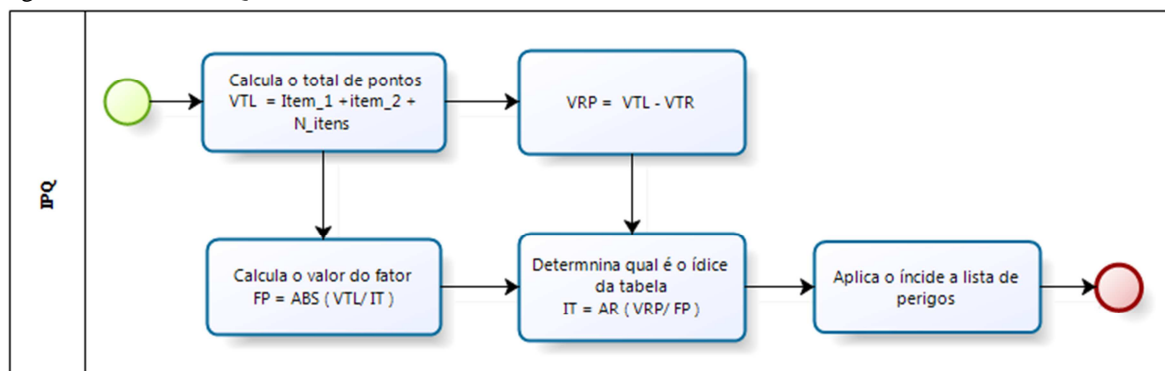 IPQ
Calcula o total de pontos
VTL = Item_1 +item_2 +
N_itens
VRP = VTL - VTR
Calcula o valor do fator
FP = ABS ( VTL/ IT )
Determnina qual é o ídice
da tabela
IT = AR ( VRP/ FP )
Aplica o íncide a lista de
perigos